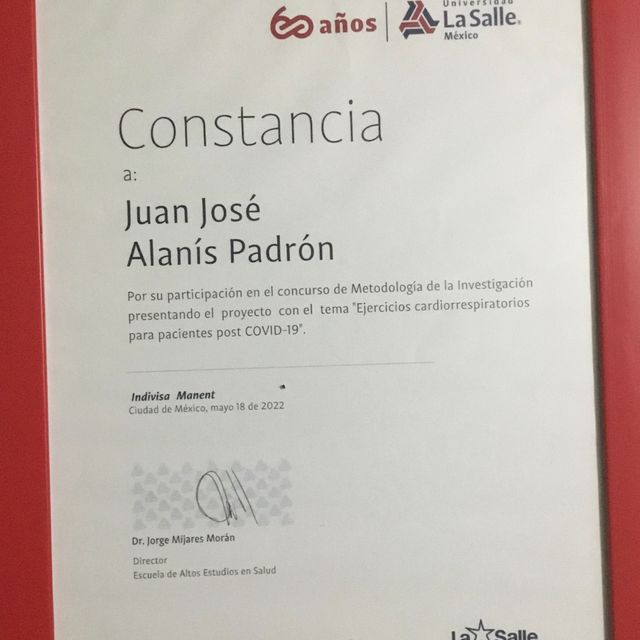 60 años
Universidad
La Salle®
México
Constancia
a:
Juan José
Alanís Padrón
Por su participación en el concurso de Metodología de la Investigación
presentando el proyecto con el tema "Ejercicios cardiorrespiratorios
para pacientes post COVID-19".
Indivisa Manent
Ciudad de México, mayo 18 de 2022
Dr. Jorge Mijares Morán
Director
Escuela de Altos Estudios en Salud
La Salle